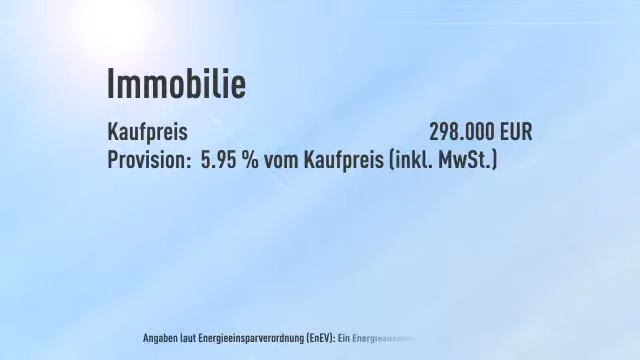 Immobilie
Kaufpreis 298.000 EUR
Provision: 5.95 % vom Kaufpreis (inkl. MwSt.)
Angaben laut Energieeinsparverordnung (EnEV): Ein